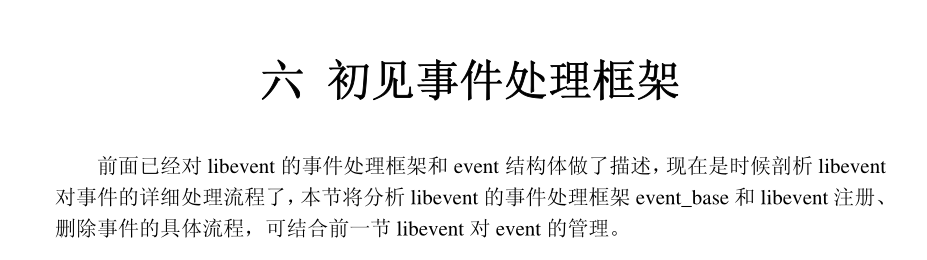 六 初见事件处理框架
前面已经对 libevent 的事件处理框架和 event 结构体做了描述，现在是时候剖析 libevent
对事件的详细处理流程了，本节将分析 libevent 的事件处理框架 event_base 和 libevent 注册、
删除事件的具体流程，可结合前一节 libevent 对 event 的管理。